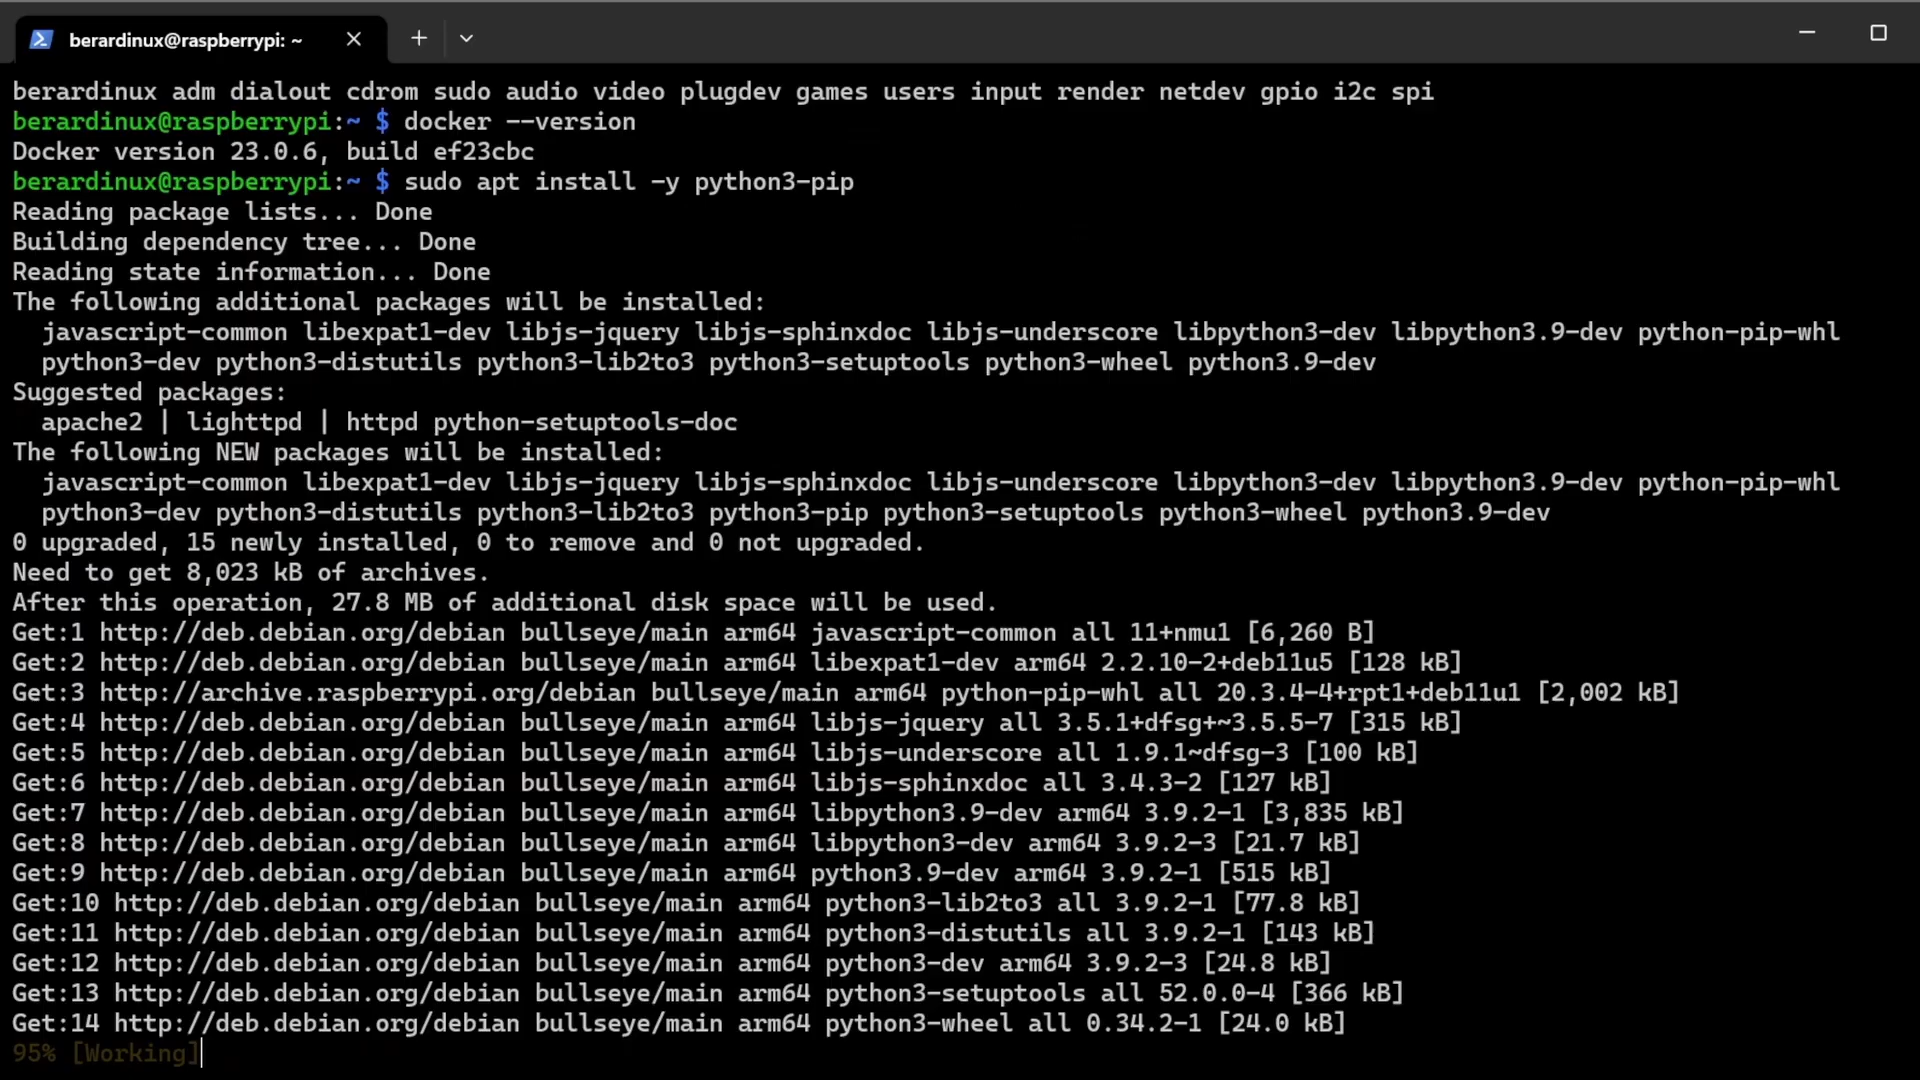 berardinux@raspberrypi: ~
berardinux adm dialout cdrom sudo audio video plugdev games users input render netdev gpio i2c spi
berardinux@raspberrypi:~ $ docker --version
Docker version 23.0.6, build ef23cbc
berardinux@raspberrypi:~ $ sudo apt install -y python3-pip
Reading package lists... Done
Building dependency tree... Done
Reading state information... Done
The following additional packages will be installed:
  javascript-common libexpat1-dev libjs-jquery libjs-sphinxdoc libjs-underscore libpython3-dev libpython3.9-dev python-pip-whl
  python3-dev python3-distutils python3-lib2to3 python3-setuptools python3-wheel python3.9-dev
Suggested packages:
  apache2 | lighttpd | httpd python-setuptools-doc
The following NEW packages will be installed:
  javascript-common libexpat1-dev libjs-jquery libjs-sphinxdoc libjs-underscore libpython3-dev libpython3.9-dev python-pip-whl
  python3-dev python3-distutils python3-lib2to3 python3-pip python3-setuptools python3-wheel python3.9-dev
0 upgraded, 15 newly installed, 0 to remove and 0 not upgraded.
Need to get 8,023 kB of archives.
After this operation, 27.8 MB of additional disk space will be used.
Get:1 http://deb.debian.org/debian bullseye/main arm64 javascript-common all 11+nmu1 [6,260 B]
Get:2 http://deb.debian.org/debian bullseye/main arm64 libexpat1-dev arm64 2.2.10-2+deb11u5 [128 kB]
Get:3 http://archive.raspberrypi.org/debian bullseye/main arm64 python-pip-whl all 20.3.4-4+rpt1+deb11u1 [2,002 kB]
Get:4 http://deb.debian.org/debian bullseye/main arm64 libjs-jquery all 3.5.1+dfsg+~3.5.5-7 [315 kB]
Get:5 http://deb.debian.org/debian bullseye/main arm64 libjs-underscore all 1.9.1~dfsg-3 [100 kB]
Get:6 http://deb.debian.org/debian bullseye/main arm64 libjs-sphinxdoc all 3.4.3-2 [127 kB]
Get:7 http://deb.debian.org/debian bullseye/main arm64 libpython3.9-dev arm64 3.9.2-1 [3,835 kB]
Get:8 http://deb.debian.org/debian bullseye/main arm64 libpython3-dev arm64 3.9.2-3 [21.7 kB]
Get:9 http://deb.debian.org/debian bullseye/main arm64 python3.9-dev arm64 3.9.2-1 [515 kB]
Get:10 http://deb.debian.org/debian bullseye/main arm64 python3-lib2to3 all 3.9.2-1 [77.8 kB]
Get:11 http://deb.debian.org/debian bullseye/main arm64 python3-distutils all 3.9.2-1 [143 kB]
Get:12 http://deb.debian.org/debian bullseye/main arm64 python3-dev arm64 3.9.2-3 [24.8 kB]
Get:13 http://deb.debian.org/debian bullseye/main arm64 python3-setuptools all 52.0.0-4 [366 kB]
Get:14 http://deb.debian.org/debian bullseye/main arm64 python3-wheel all 0.34.2-1 [24.0 kB]
95% [Working]